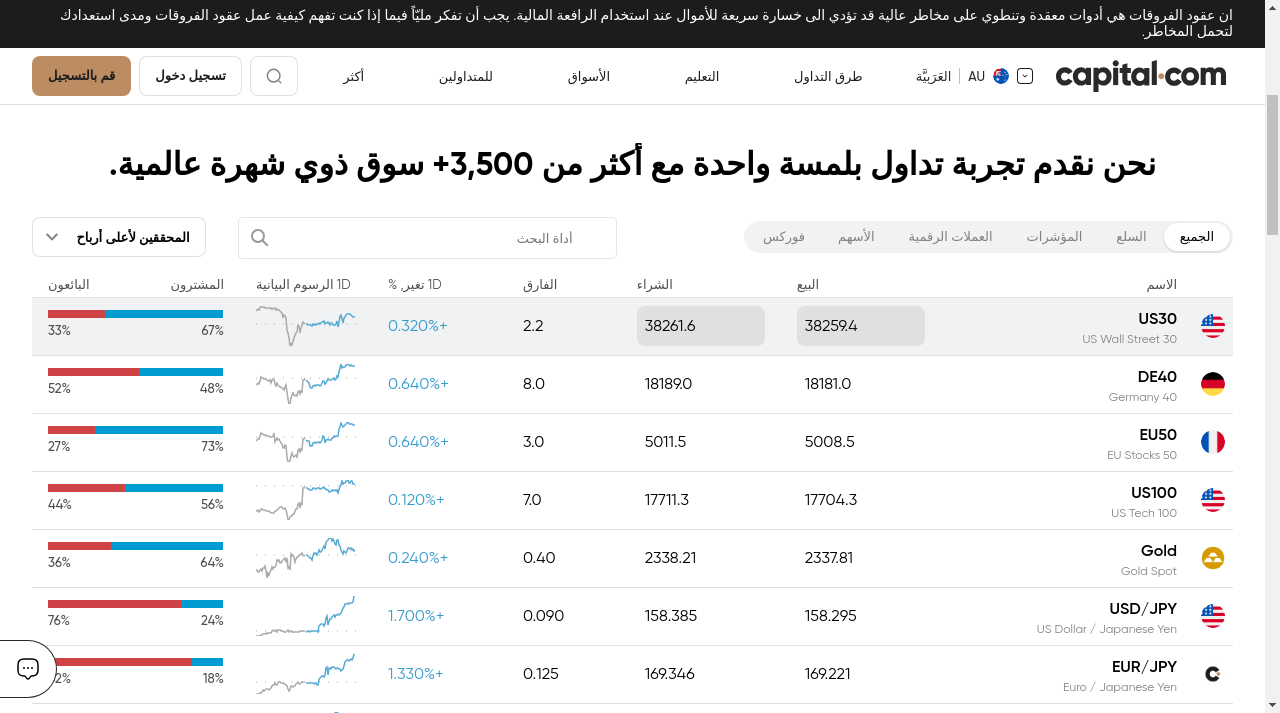 ان عقود الفروقات هي أدوات معقدة وتنطوي على مخاطر عالية قد تؤدي الى خسارة سريعة للأموال عند استخدام الرافعة المالية. يجب أن تفكر مليّاً فيما إذا كنت تفهم كيفية عمل عقود الفروقات ومدى استعدادك
لتحمل المخاطر.
capital.com AU العَرَبيَّة طرق التداول التعليم الأسواق للمتداولين أكثر تسجيل دخول قم بالتسجيل
نحن نقدم تجربة تداول بلمسة واحدة مع أكثر من 3,500+ سوق ذوي شهرة عالمية.
الجميع السلع المؤشرات العملات الرقمية الأسهم فوركس أداة البحث المحققين لأعلى أرباح
الاسم البيع الشراء الفارق 1D تغير, % 1D الرسوم البيانية المشترون البائعون
US30 38259.4 38261.6 2.2 0.320%+ 67% 33%
US Wall Street 30
DE40 18181.0 18189.0 8.0 0.640%+ 48% 52%
Germany 40
EU50 5008.5 5011.5 3.0 0.640%+ 73% 27%
EU Stocks 50
US100 17704.3 17711.3 7.0 0.120%+ 56% 44%
US Tech 100
Gold 2337.81 2338.21 0.40 0.240%+ 64% 36%
Gold Spot
USD/JPY 158.295 158.385 0.090 1.700%+ 24% 76%
US Dollar / Japanese Yen
EUR/JPY 169.221 169.346 0.125 1.330%+ 18%
Euro / Japanese Yen